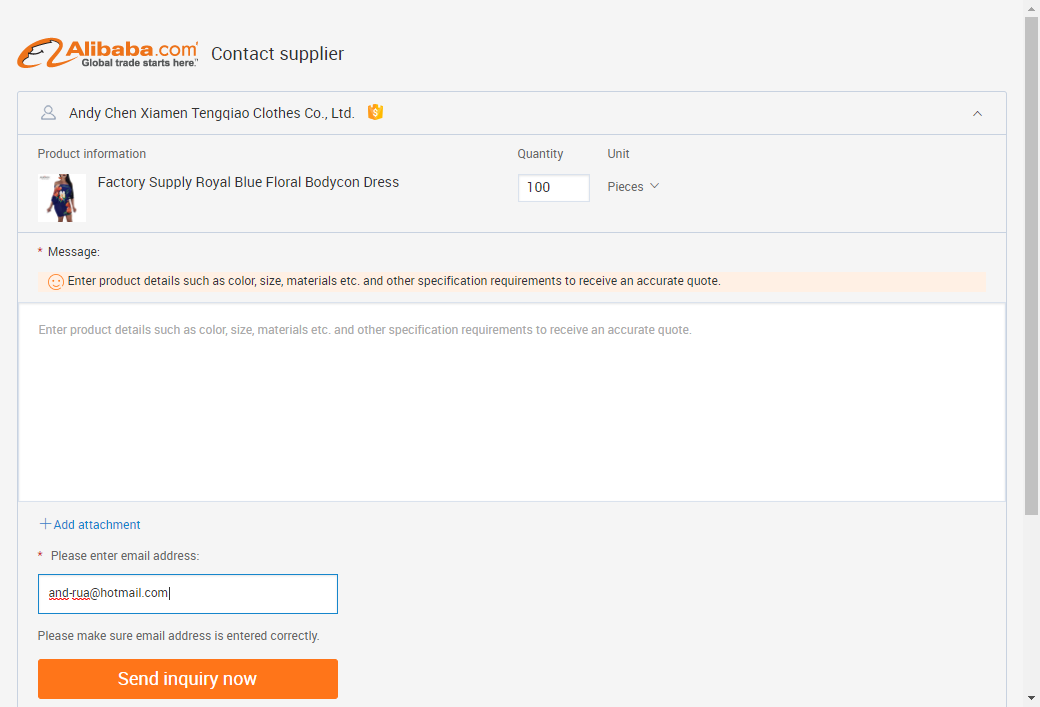 Alibaba.com
Global trade starts here.™
Contact supplier
Andy Chen Xiamen Tengqiao Clothes Co., Ltd.
Product information
Quantity
Unit
Factory Supply Royal Blue Floral Bodycon Dress
100
Pieces
* Message:
Enter product details such as color, size, materials etc. and other specification requirements to receive an accurate quote.
Enter product details such as color, size, materials etc. and other specification requirements to receive an accurate quote.
Add attachment
* Please enter email address:
and-rua@hotmail.com
Please make sure email address is entered correctly.
Send inquiry now